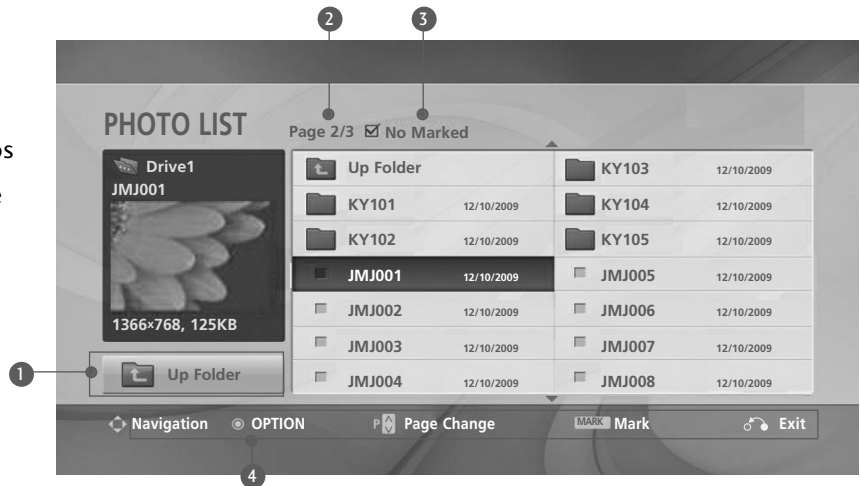 2 3
os
e
PHOTO LIST
Page 2/3 No Marked
Drive1
JMJ001
1366×768, 125KB
1
Up Folder
Up Folder
KY101 12/10/2009
KY102 12/10/2009
JMJ001 12/10/2009
JMJ002 12/10/2009
JMJ003 12/10/2009
JMJ004 12/10/2009
KY103 12/10/2009
KY104 12/10/2009
KY105 12/10/2009
JMJ005 12/10/2009
JMJ006 12/10/2009
JMJ007 12/10/2009
JMJ008 12/10/2009
Navigation OPTION P Page Change MARK Mark Exit
4